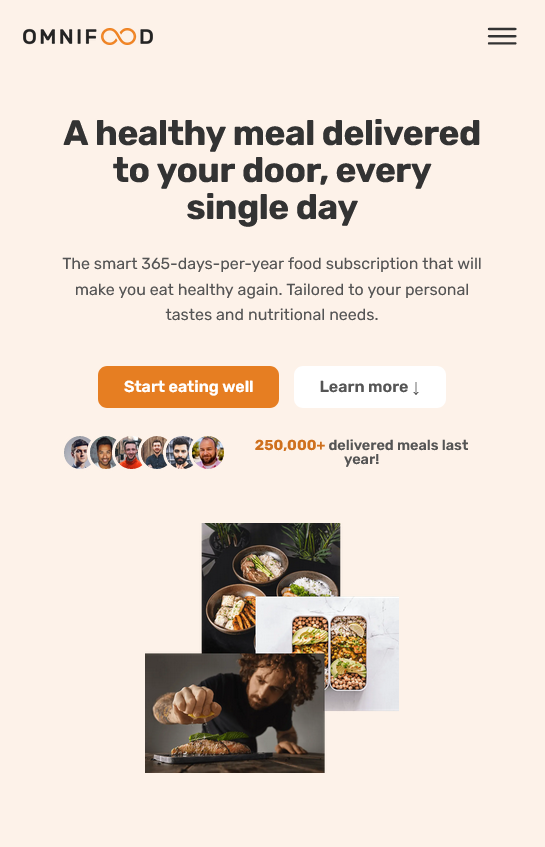 OMNIFOOD
A healthy meal delivered
to your door, every
single day
The smart 365-days-per-year food subscription that will
make you eat healthy again. Tailored to your personal
tastes and nutritional needs.
Start eating well
Learn more ↓
250,000+ delivered meals last
year!